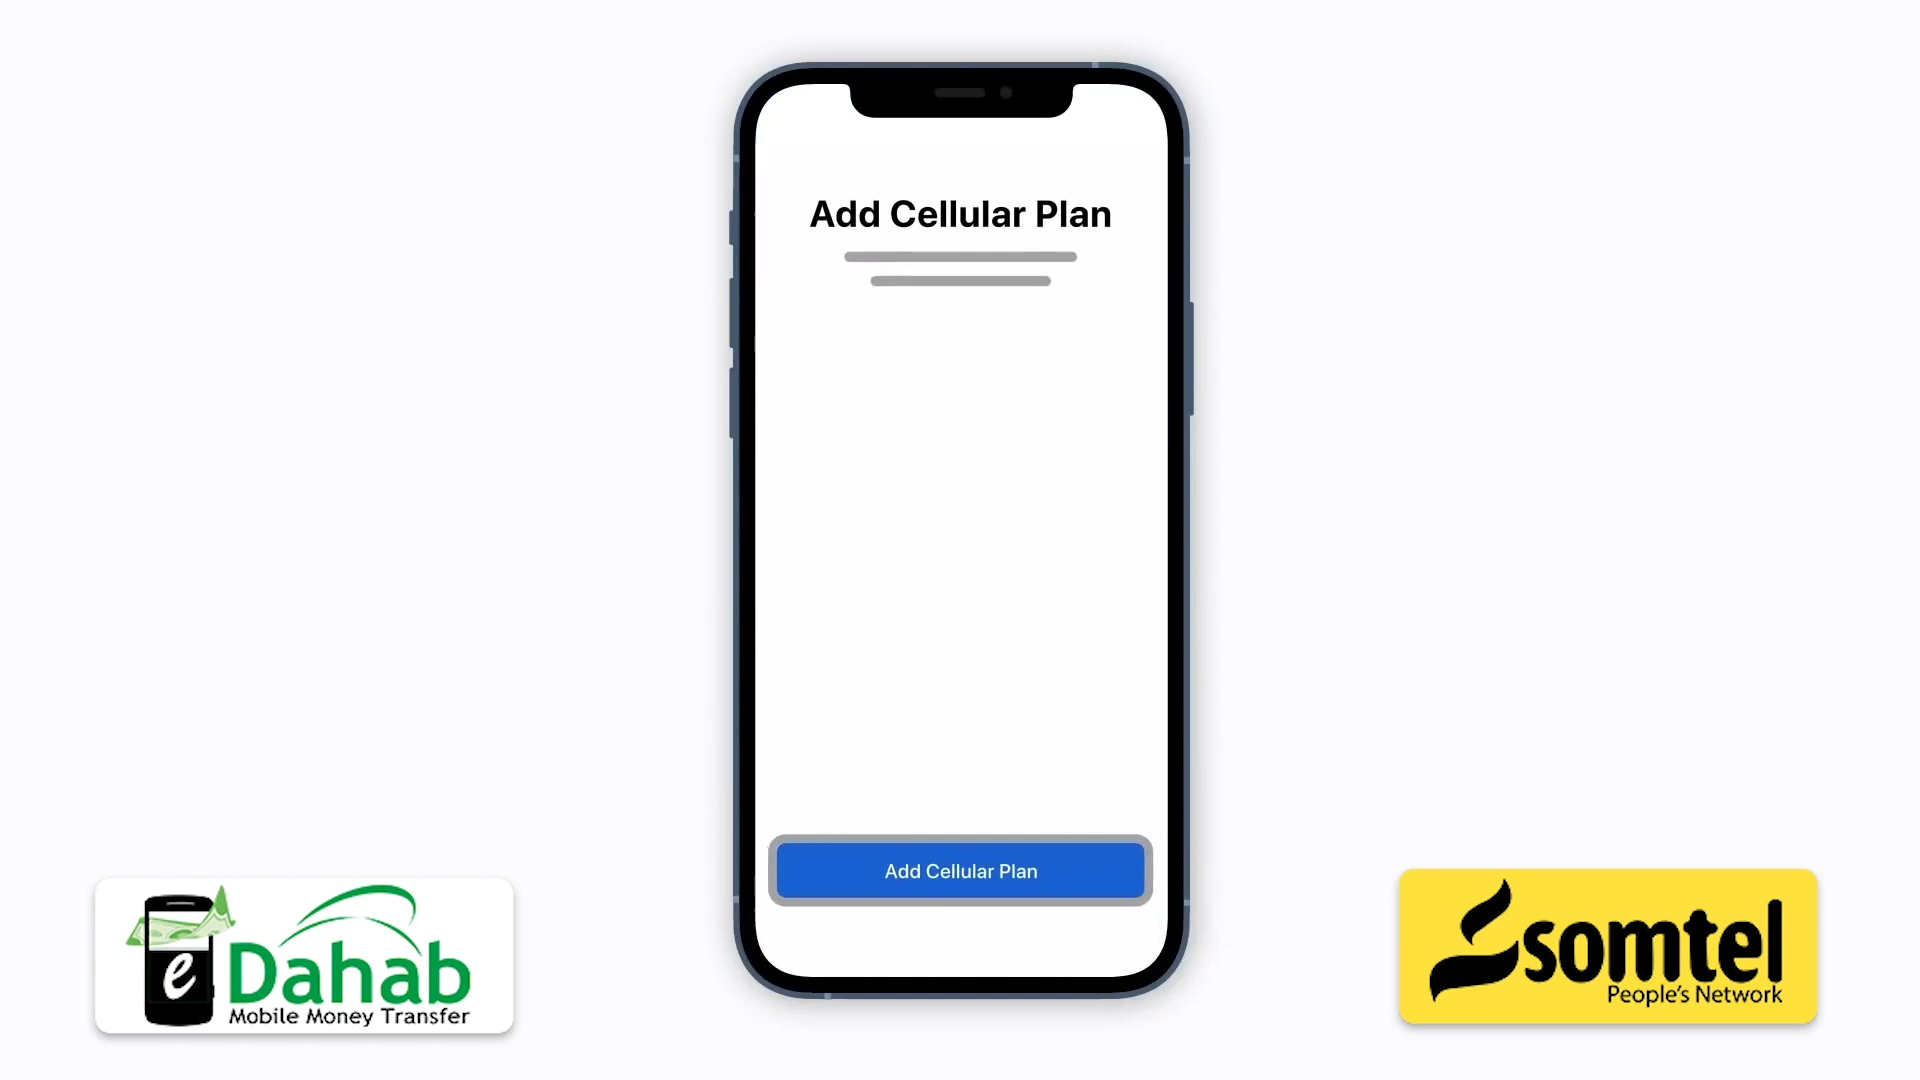 Add Cellular Plan
Add Cellular Plan
e Dahab
Mobile Money Transfer
somtel
People's Network